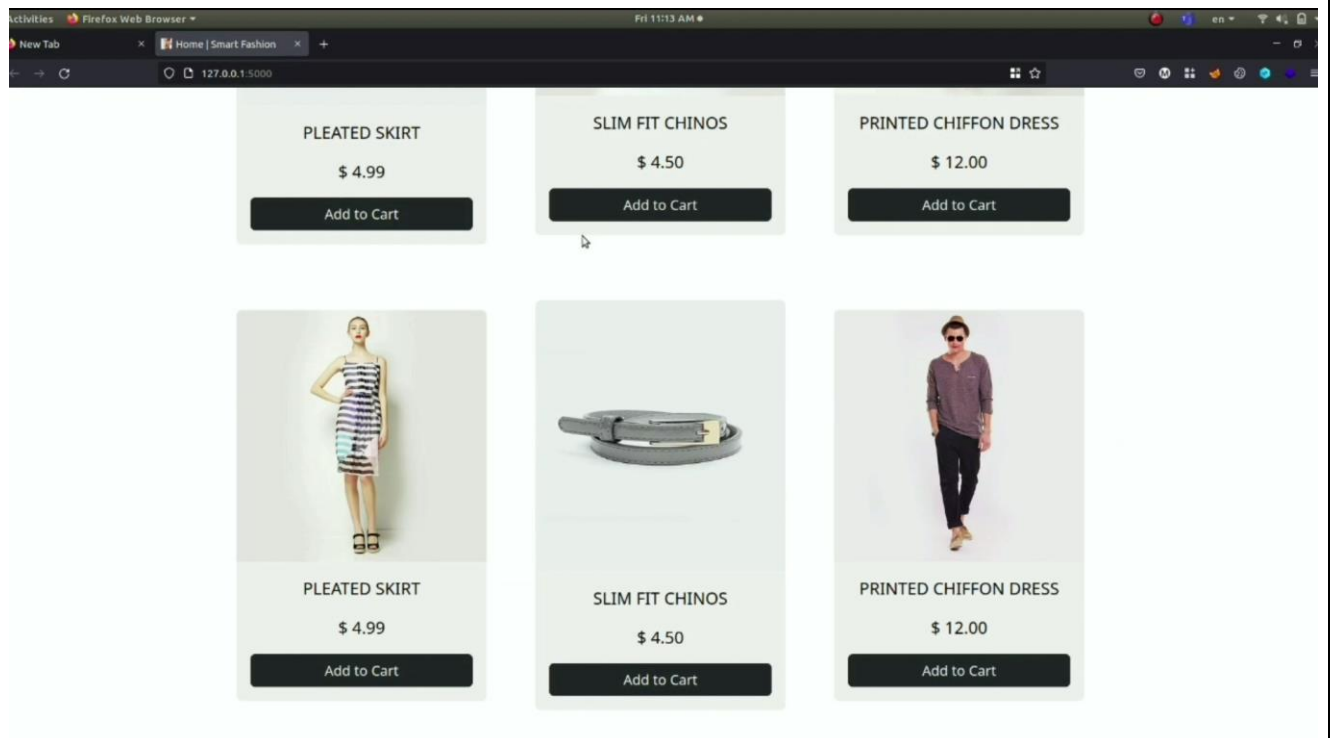 Activities Firefox Web Browser Fri 11:13 AM en
New Tab Home | Smart Fashion
127.0.0.1:5000
PLEATED SKIRT SLIM FIT CHINOS PRINTED CHIFFON DRESS
$ 4.99 $ 4.50 $ 12.00
Add to Cart Add to Cart Add to Cart
PLEATED SKIRT SLIM FIT CHINOS PRINTED CHIFFON DRESS
$ 4.99 $ 4.50 $ 12.00
Add to Cart Add to Cart Add to Cart